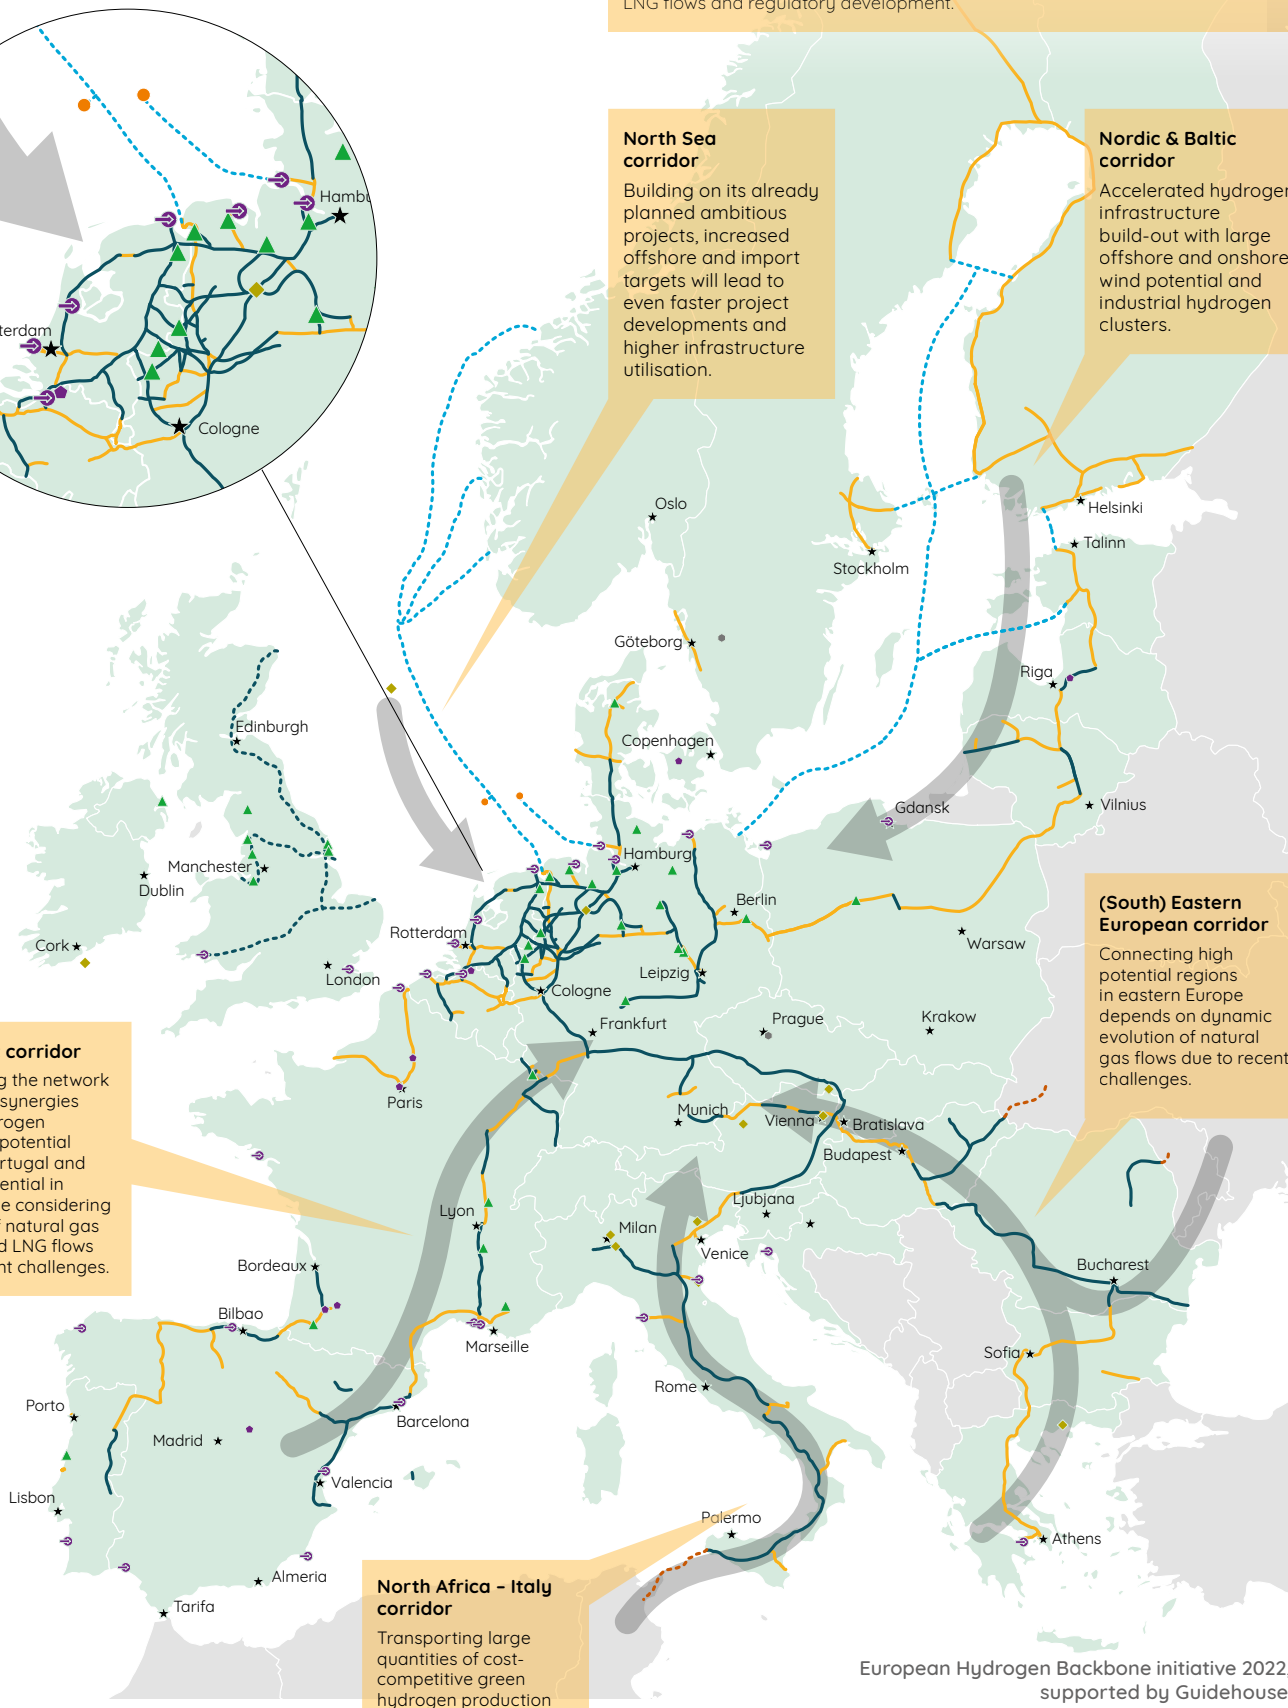 LNG flows and regulatory development.
North Sea
corridor
Building on its already
planned ambitious
projects, increased
offshore and import
targets will lead to
even faster project
developments and
higher infrastructure
utilisation.
Nordic & Baltic
corridor
Accelerated hydrogen
infrastructure
build-out with large
offshore and onshore
wind potential and
industrial hydrogen
clusters.
Hambu
terdam
Cologne
Oslo
Helsinki
Talinn
Stockholm
Göteborg
Riga
Edinburgh
Copenhagen
Vilnius
Gdansk
Manchester
Hamburg
Dublin
Berlin
Rotterdam
Cork
Warsaw
London
Leipzig
Cologne
(South) Eastern
European corridor
Connecting high
potential regions
in eastern Europe
depends on dynamic
evolution of natural
gas flows due to recent
challenges.
Frankfurt
Prague
Krakow
corridor
g the network
synergies
rogen
potential
rtugal and
ential in
e considering
f natural gas
d LNG flows
nt challenges.
Paris
Munich
Vienna
Bratislava
Budapest
Lyon
Ljubjana
Milan
Venice
Bordeaux
Bucharest
Bilbao
Marseille
Sofia
Rome
Porto
Barcelona
Madrid
Valencia
Lisbon
Palermo
Athens
Almeria
Tarifa
North Africa – Italy
corridor
Transporting large
quantities of cost-
competitive green
hydrogen production
European Hydrogen Backbone initiative 2022,
supported by Guidehouse